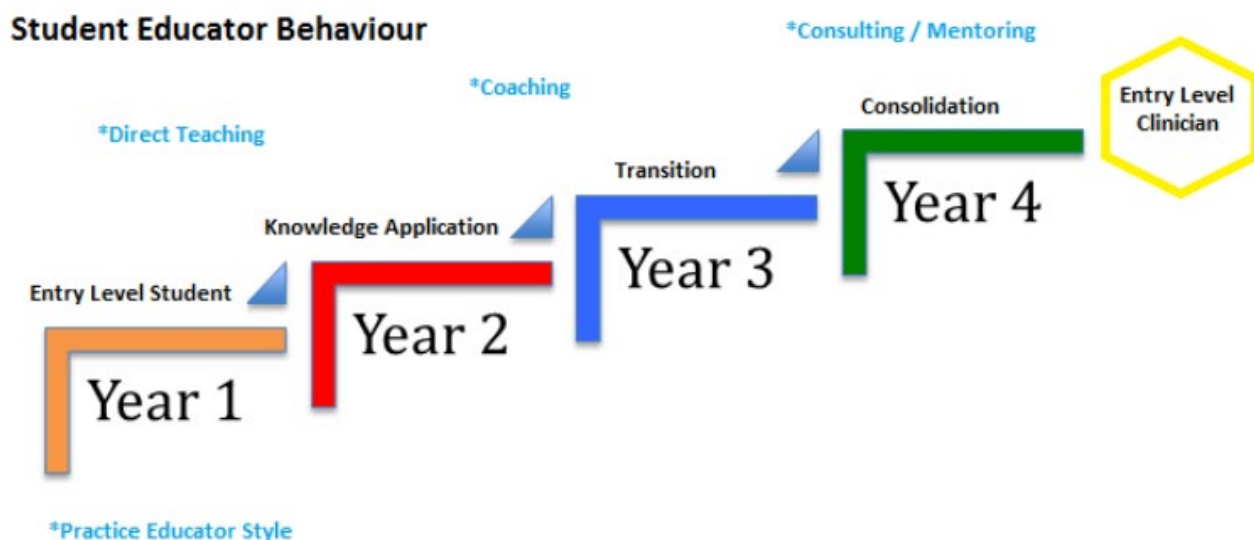 Student Educator Behaviour
*Consulting / Mentoring
*Coaching
Entry Level
Clinician
Consolidation
*Direct Teaching
Transition
Year 4
Knowledge Application
Year 3
Entry Level Student
Year 2
Year 1
*Practice Educator Style